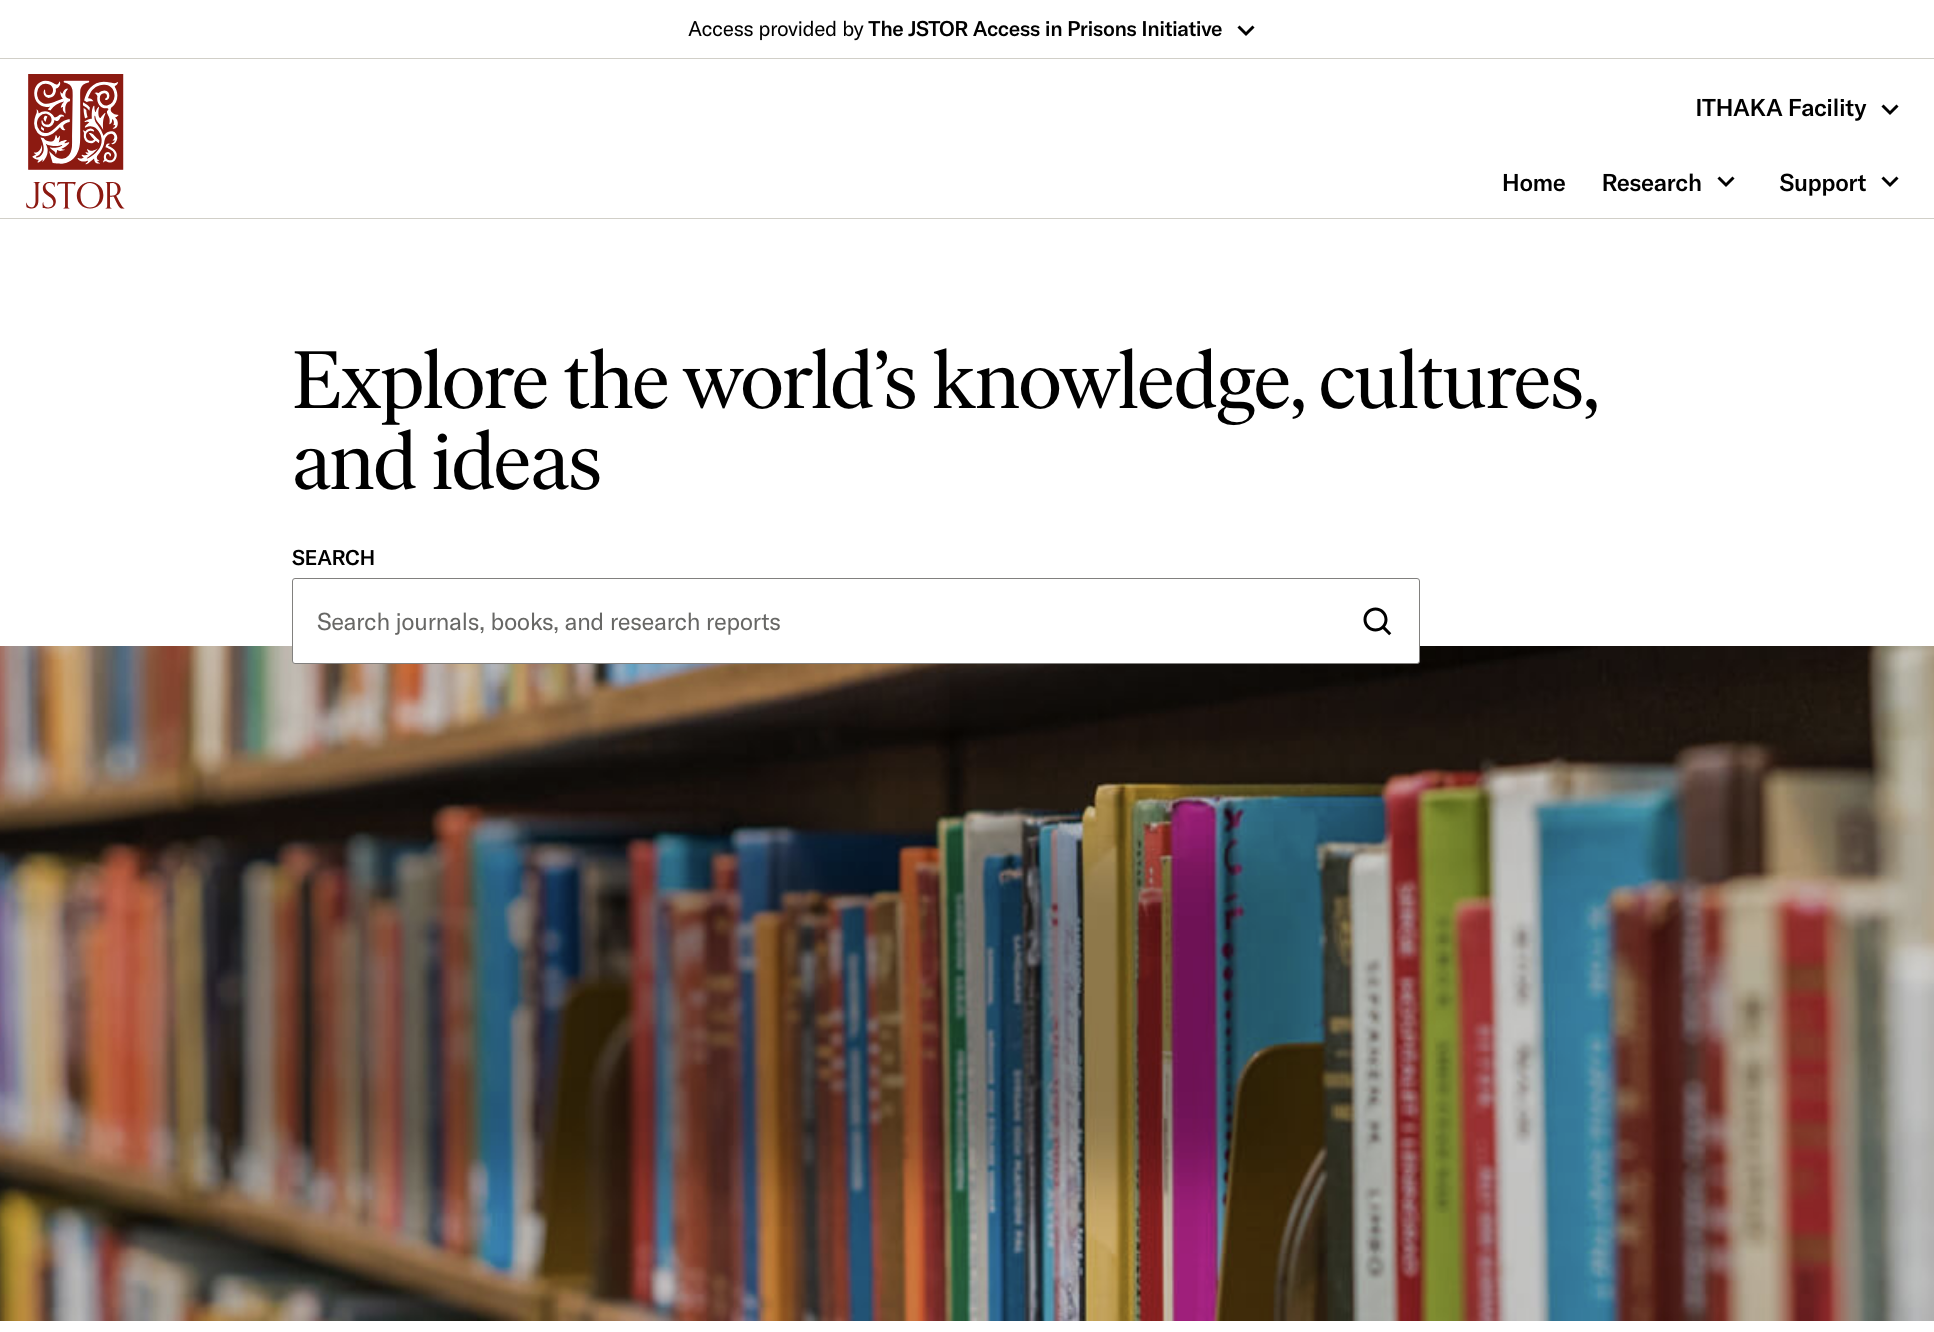 Access provided by The JSTOR Access in Prisons Initiative
JSTOR
ITHAKA Facility
Home Research Support
Explore the world’s knowledge, cultures,
and ideas
SEARCH
Search journals, books, and research reports